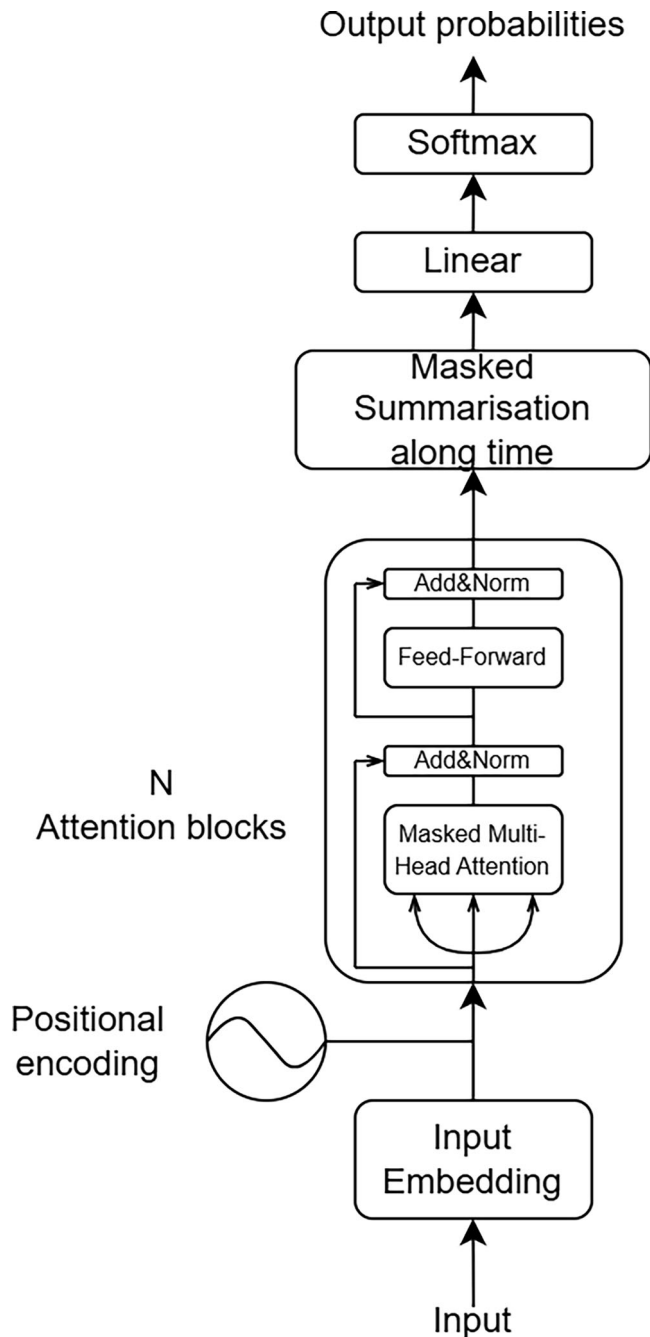 Output probabilities
Softmax
Linear
Masked
Summarisation
along time
Add&Norm
Feed-Forward
Add&Norm
N
Attention blocks
Masked Multi-
Head Attention
Positional
encoding
Input
Embedding
Input